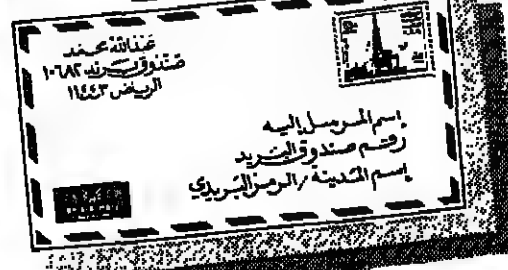 عبدالله محمد
صندوق بريد ١٠٦٨٢
الرياض ١١٤٤٣
إسم المرسل إليه
رقم صندوق البريد
إسم المدينة / الرمز البريدي